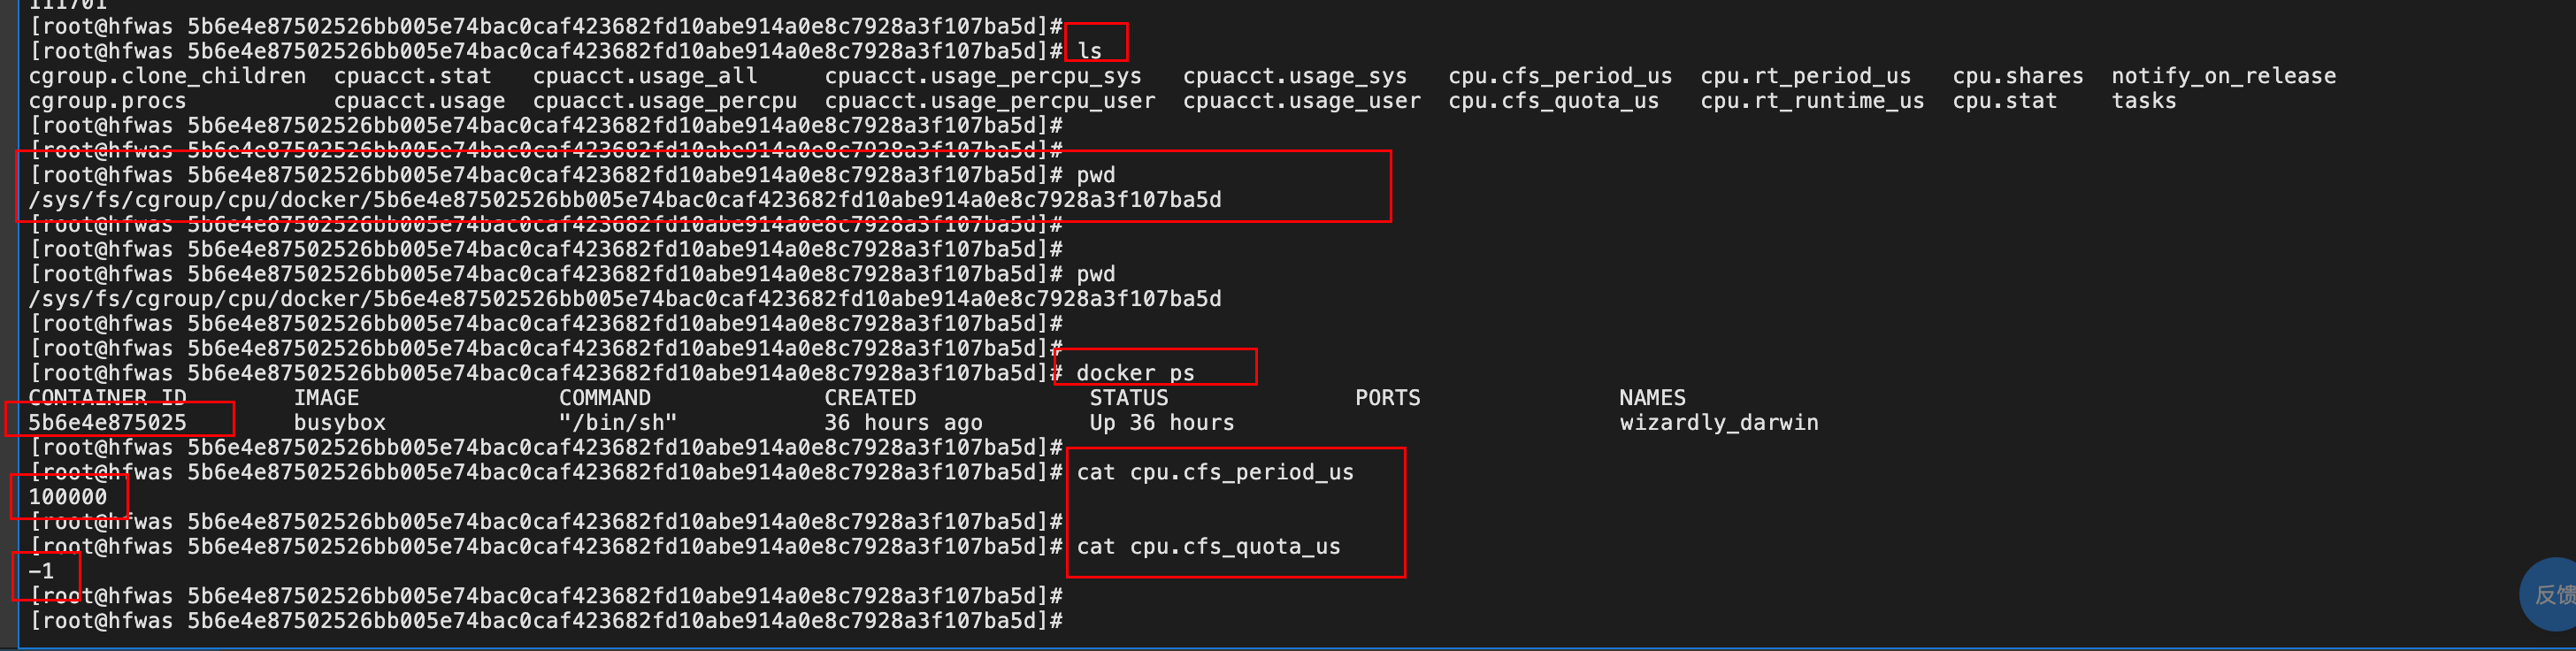 111701
[root@hfwas 5b6e4e87502526bb005e74bac0caf423682fd10abe914a0e8c7928a3f107ba5d]#
[root@hfwas 5b6e4e87502526bb005e74bac0caf423682fd10abe914a0e8c7928a3f107ba5d]# ls
cgroup.clone_children  cpuacct.stat   cpuacct.usage_all     cpuacct.usage_percpu_sys   cpuacct.usage_sys   cpu.cfs_period_us  cpu.rt_period_us   cpu.shares  notify_on_release
cgroup.procs           cpuacct.usage  cpuacct.usage_percpu  cpuacct.usage_percpu_user  cpuacct.usage_user  cpu.cfs_quota_us   cpu.rt_runtime_us  cpu.stat    tasks
[root@hfwas 5b6e4e87502526bb005e74bac0caf423682fd10abe914a0e8c7928a3f107ba5d]#
[root@hfwas 5b6e4e87502526bb005e74bac0caf423682fd10abe914a0e8c7928a3f107ba5d]#
[root@hfwas 5b6e4e87502526bb005e74bac0caf423682fd10abe914a0e8c7928a3f107ba5d]# pwd
/sys/fs/cgroup/cpu/docker/5b6e4e87502526bb005e74bac0caf423682fd10abe914a0e8c7928a3f107ba5d
[root@hfwas 5b6e4e87502526bb005e74bac0caf423682fd10abe914a0e8c7928a3f107ba5d]#
[root@hfwas 5b6e4e87502526bb005e74bac0caf423682fd10abe914a0e8c7928a3f107ba5d]#
[root@hfwas 5b6e4e87502526bb005e74bac0caf423682fd10abe914a0e8c7928a3f107ba5d]# pwd
/sys/fs/cgroup/cpu/docker/5b6e4e87502526bb005e74bac0caf423682fd10abe914a0e8c7928a3f107ba5d
[root@hfwas 5b6e4e87502526bb005e74bac0caf423682fd10abe914a0e8c7928a3f107ba5d]#
[root@hfwas 5b6e4e87502526bb005e74bac0caf423682fd10abe914a0e8c7928a3f107ba5d]#
[root@hfwas 5b6e4e87502526bb005e74bac0caf423682fd10abe914a0e8c7928a3f107ba5d]# docker ps
CONTAINER ID        IMAGE               COMMAND             CREATED             STATUS              PORTS               NAMES
5b6e4e875025        busybox             "/bin/sh"           36 hours ago        Up 36 hours                             wizardly_darwin
[root@hfwas 5b6e4e87502526bb005e74bac0caf423682fd10abe914a0e8c7928a3f107ba5d]#
[root@hfwas 5b6e4e87502526bb005e74bac0caf423682fd10abe914a0e8c7928a3f107ba5d]# cat cpu.cfs_period_us
100000
[root@hfwas 5b6e4e87502526bb005e74bac0caf423682fd10abe914a0e8c7928a3f107ba5d]#
[root@hfwas 5b6e4e87502526bb005e74bac0caf423682fd10abe914a0e8c7928a3f107ba5d]# cat cpu.cfs_quota_us
-1
[root@hfwas 5b6e4e87502526bb005e74bac0caf423682fd10abe914a0e8c7928a3f107ba5d]#
反馈
[root@hfwas 5b6e4e87502526bb005e74bac0caf423682fd10abe914a0e8c7928a3f107ba5d]#